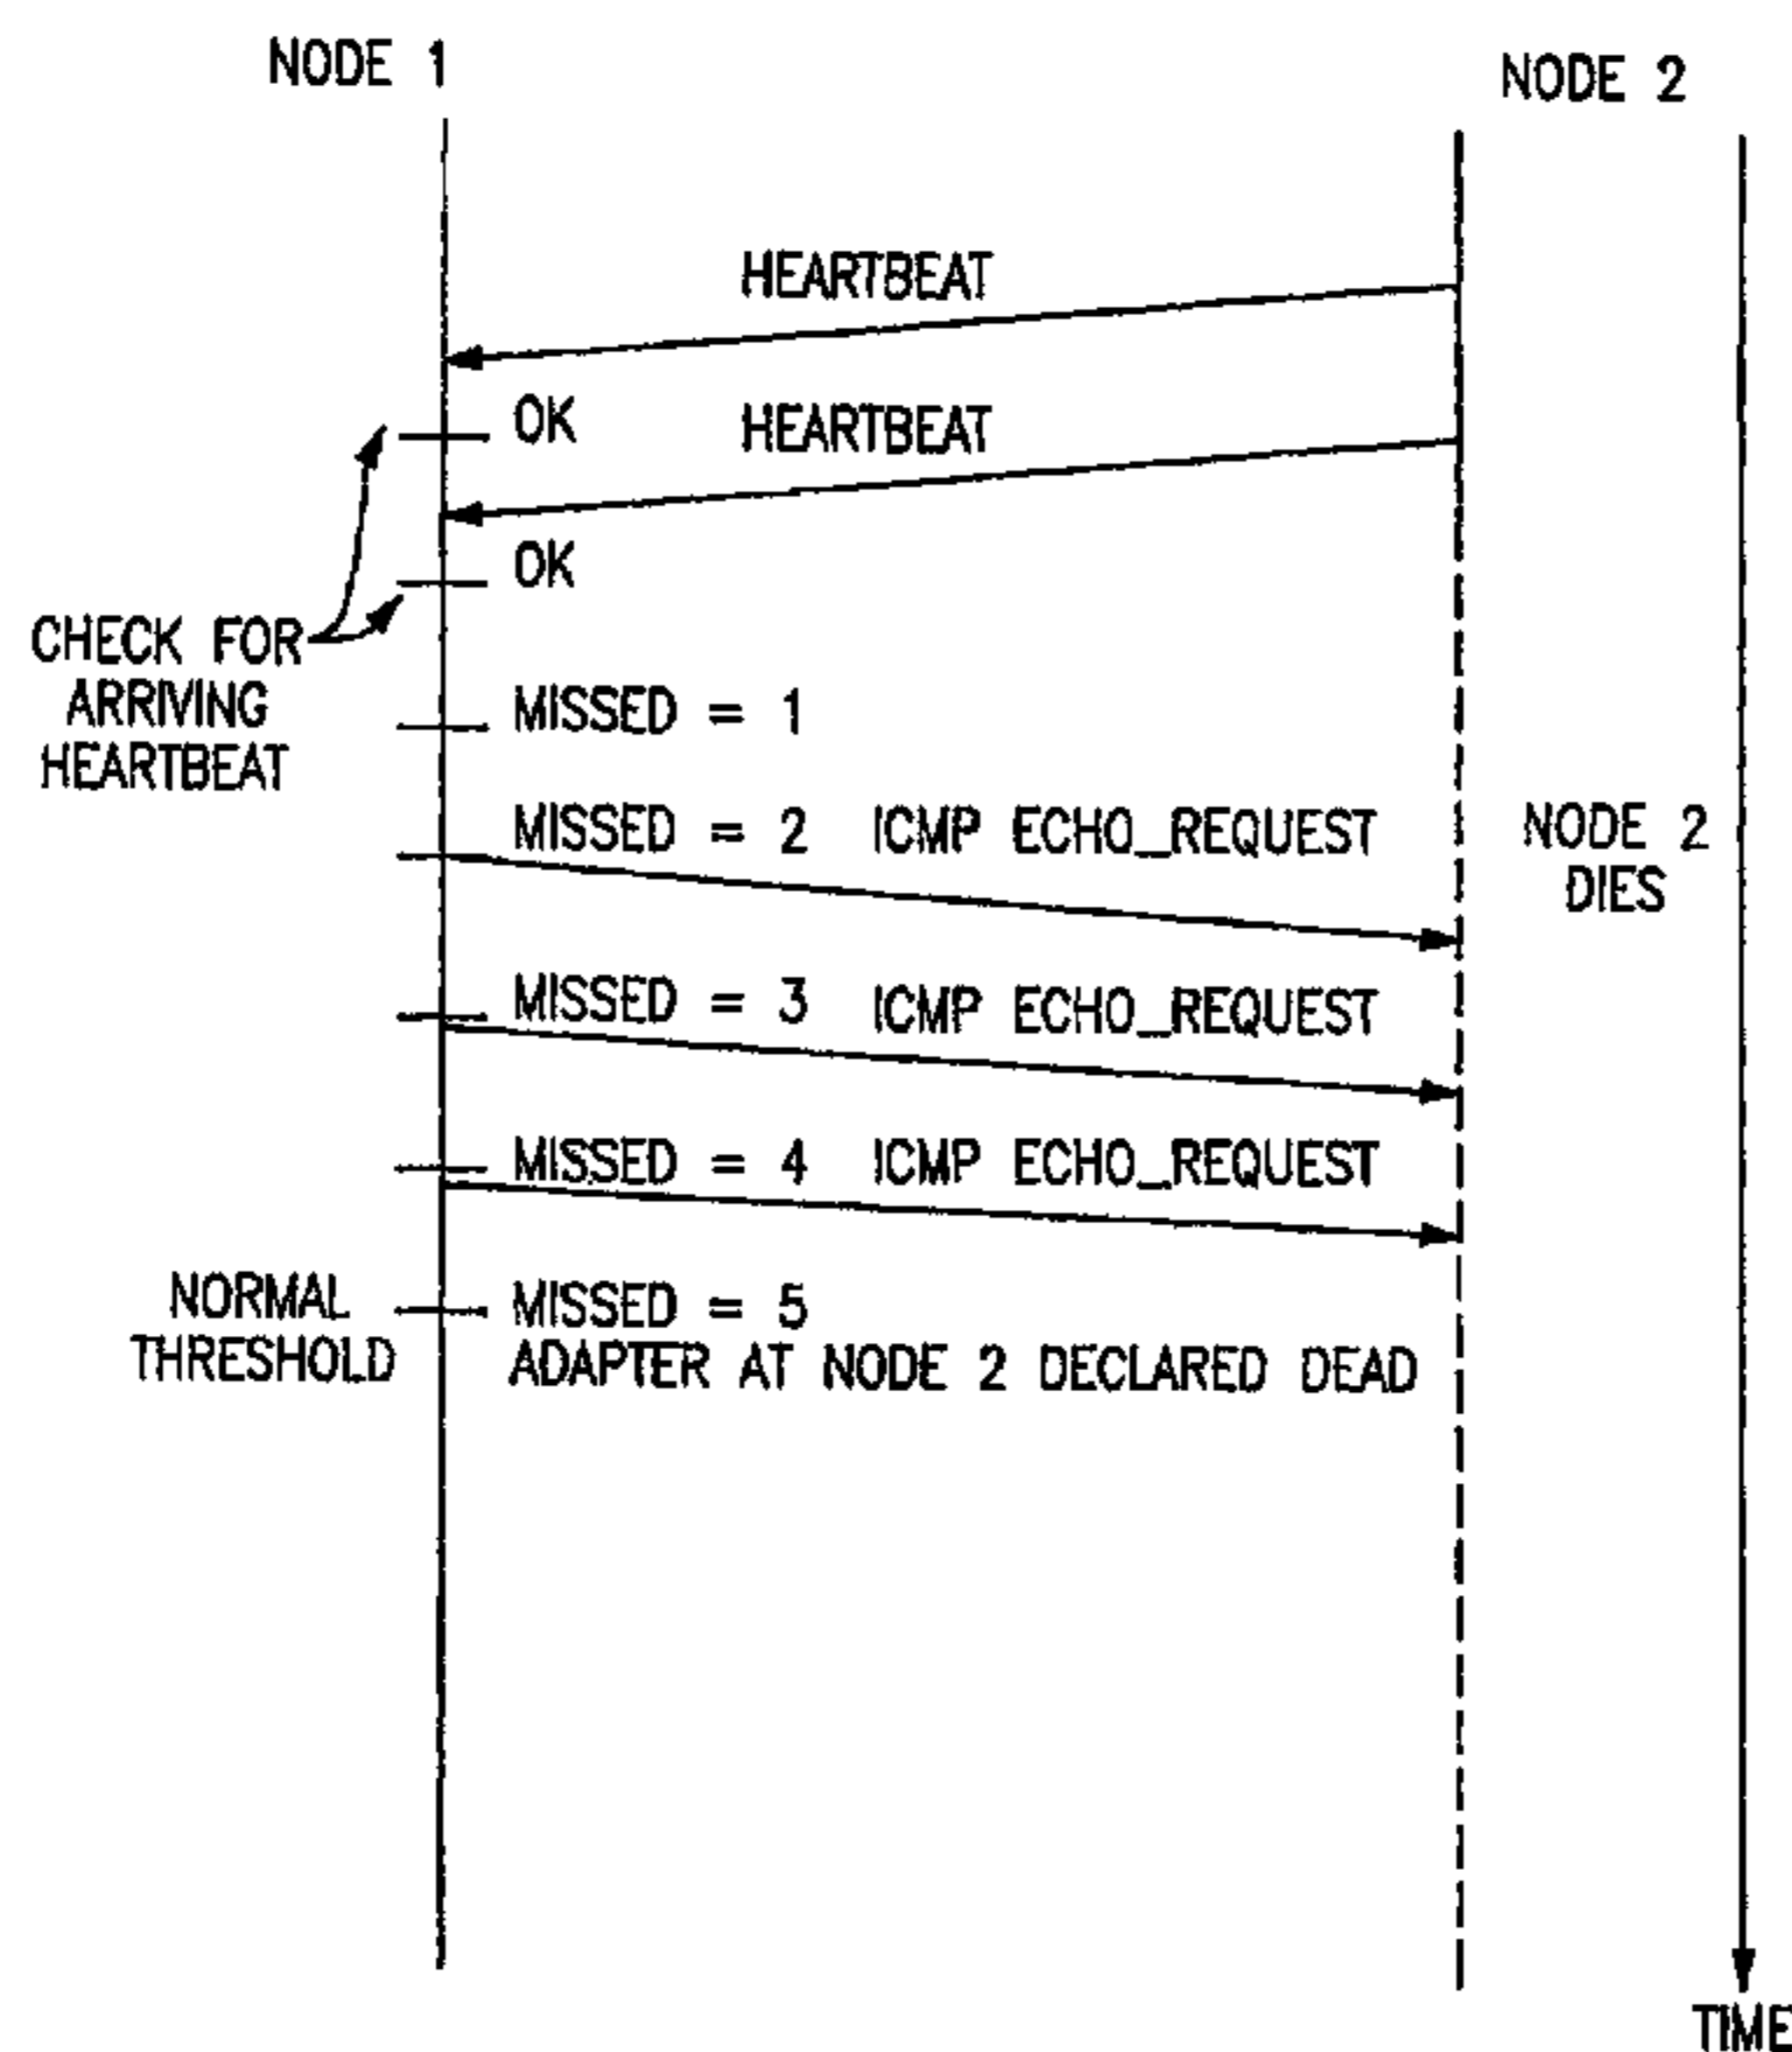 NODE 1
NODE 2
HEARTBEAT
OK
HEARTBEAT
OK
CHECK FOR
ARRIVING
HEARTBEAT
MISSED = 1
MISSED = 2 ICMP ECHO_REQUEST
NODE 2
DIES
MISSED = 3 ICMP ECHO_REQUEST
MISSED = 4 ICMP ECHO_REQUEST
NORMAL
THRESHOLD
MISSED = 5
ADAPTER AT NODE 2 DECLARED DEAD
TIME